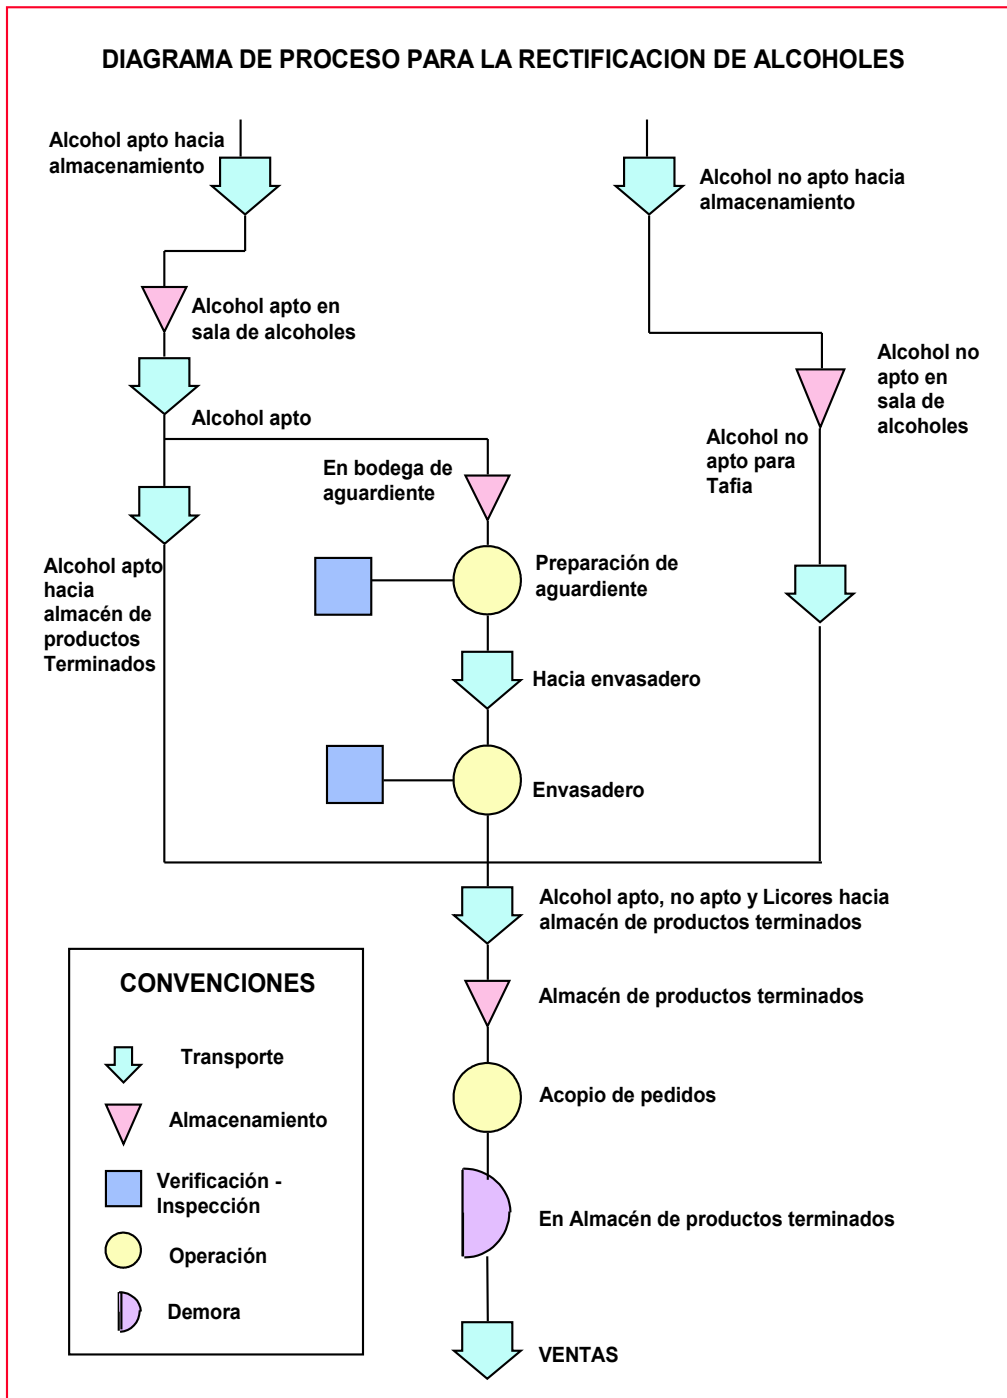 DIAGRAMA DE PROCESO PARA LA RECTIFICACION DE ALCOHOLES
Alcohol apto hacia
almacenamiento
Alcohol no apto hacia
almacenamiento
Alcohol apto en
sala de alcoholes
Alcohol no
apto en
sala de
alcoholes
Alcohol apto
Alcohol no
apto para
Tafia
En bodega de
aguardiente
Alcohol apto
hacia
almacén de
productos
Terminados
Preparación de
aguardiente
Hacia envasadero
Envasadero
Alcohol apto, no apto y Licores hacia
almacén de productos terminados
Almacén de productos terminados
Acopio de pedidos
En Almacén de productos terminados
VENTAS
CONVENCIONES
Transporte
Almacenamiento
Verificación -
Inspección
Operación
Demora